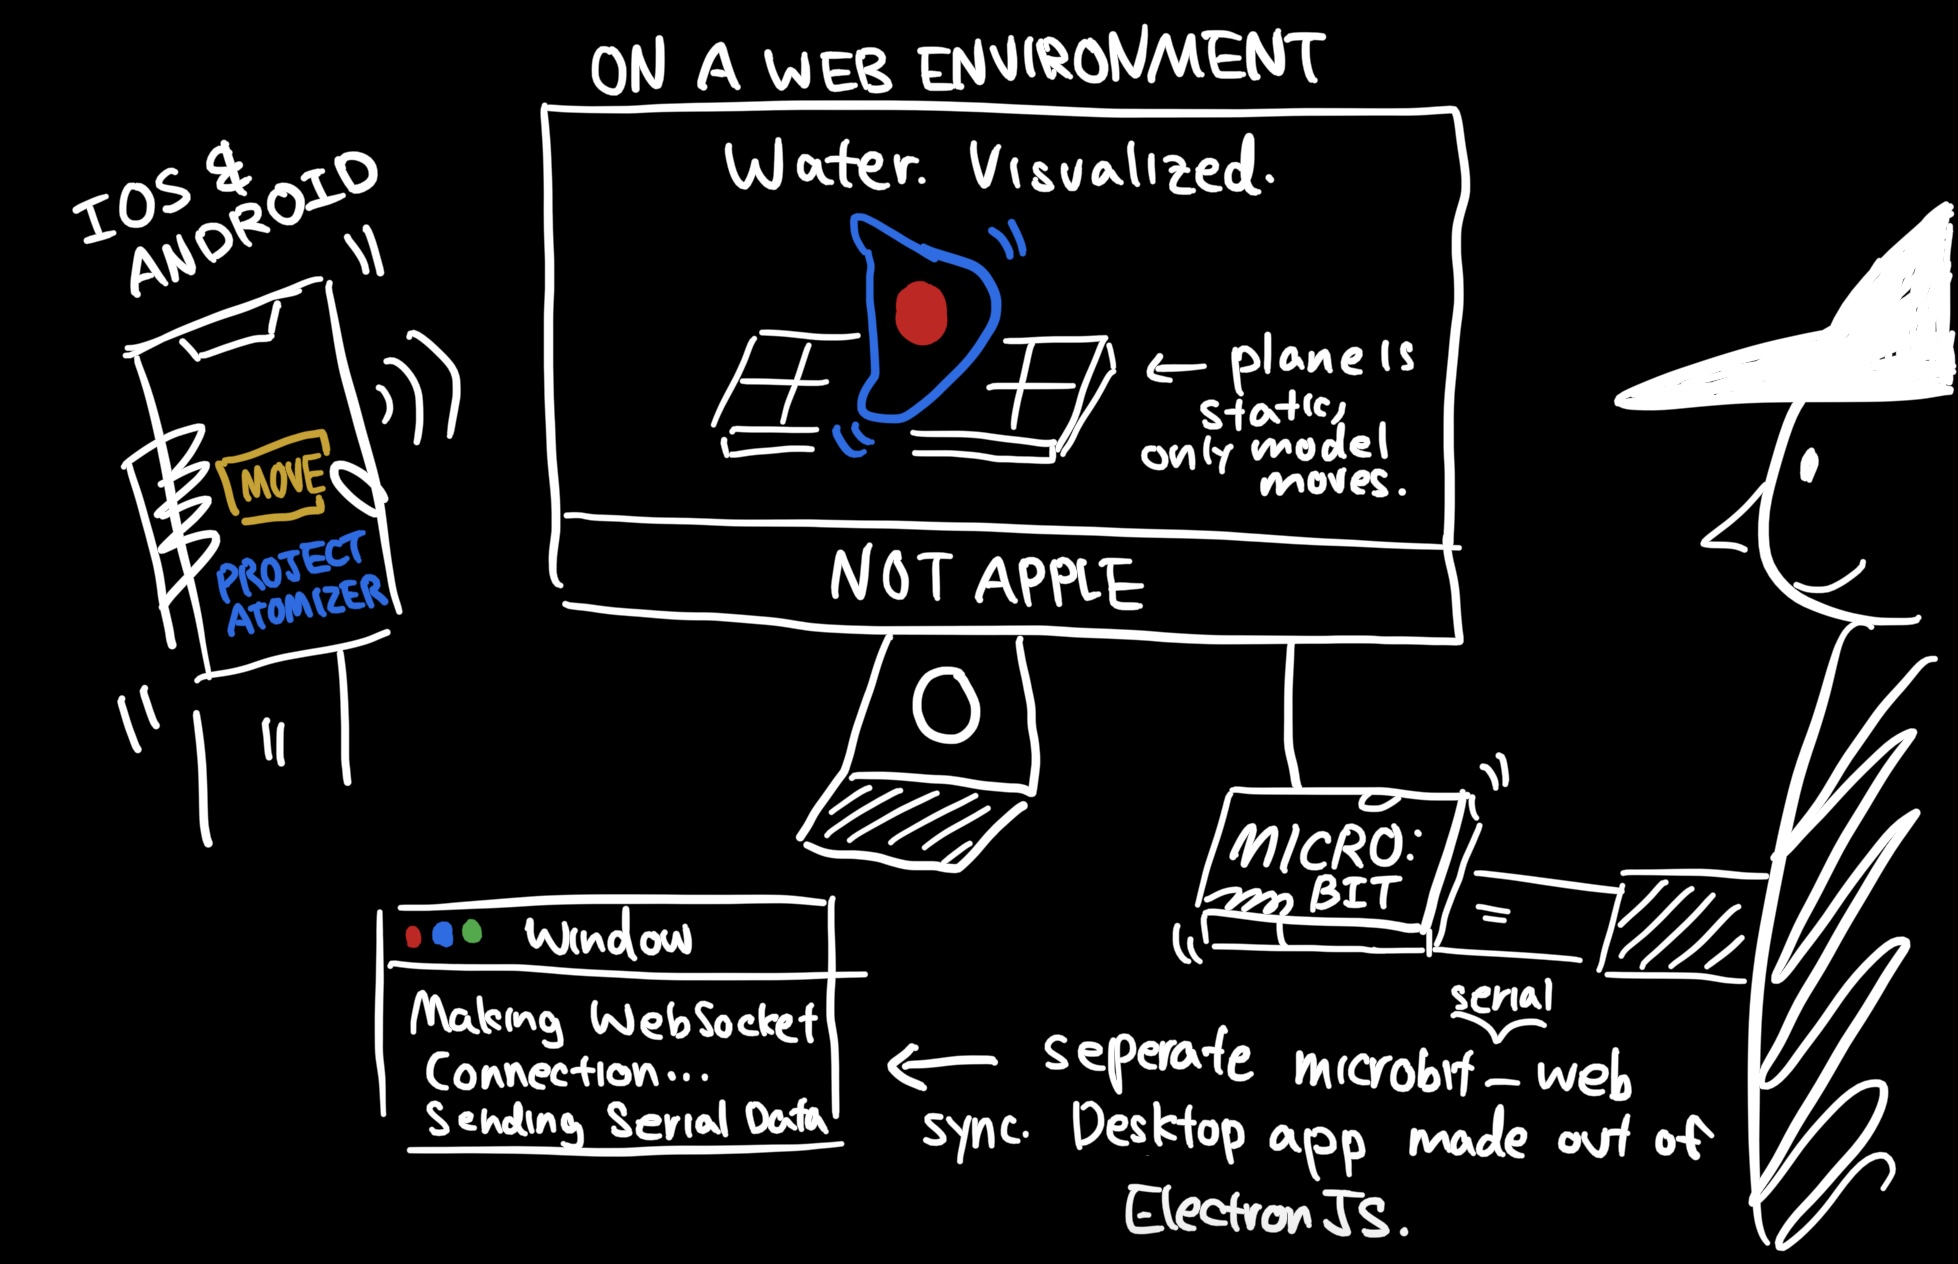 ON A WEB ENVIRONMENT
IOS &
ANDROID
MOVE
PROJECT
ATOMIZER
Water. Visualized.
← plane is
static,
only model
moves.
NOT APPLE
MICRO:
BIT
Window
Making WebSocket
Connection...
Sending Serial Data
serial
← seperate microbit - web
sync. Desktop app made out of
ElectronJS.